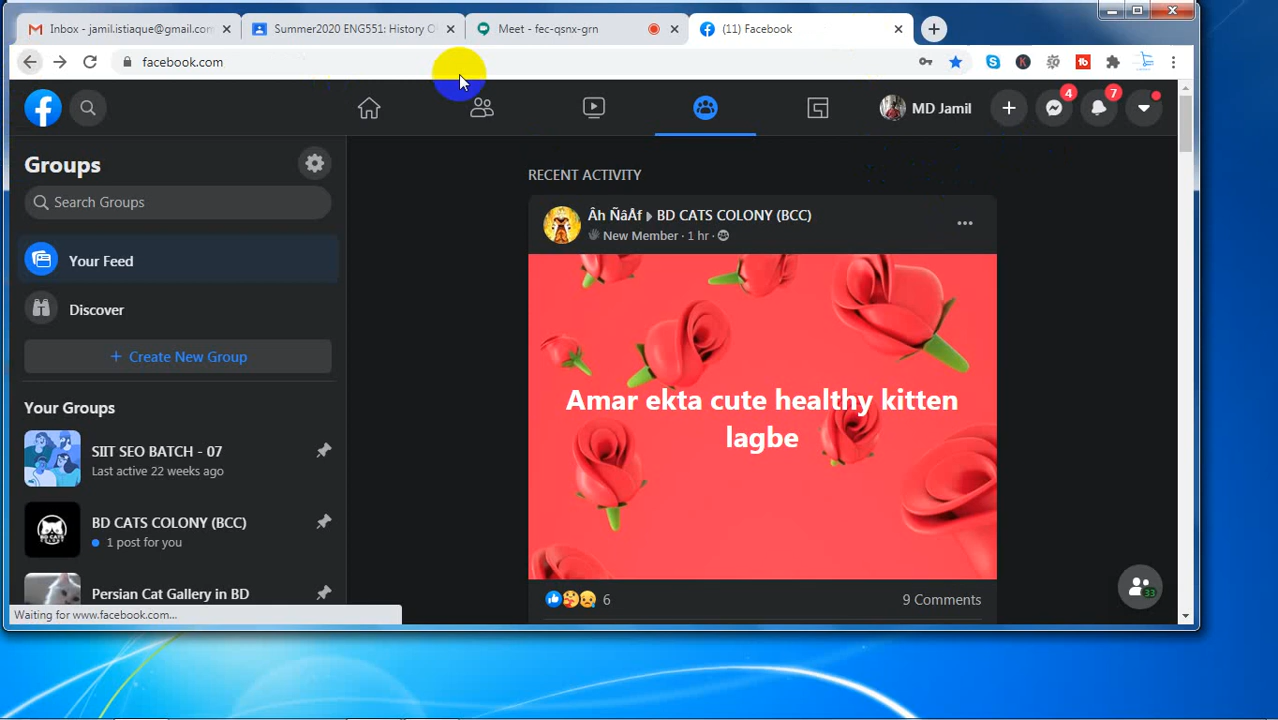 Inbox - jamil.istiaque@gmail.com
Summer2020 ENG551: History O
Meet - fec-qsnx-grn
(11) Facebook
facebook.com
MD Jamil
4
7
Groups
Search Groups
Your Feed
Discover
+ Create New Group
Your Groups
SIIT SEO BATCH - 07
Last active 22 weeks ago
BD CATS COLONY (BCC)
1 post for you
Persian Cat Gallery in BD
Waiting for www.facebook.com...
RECENT ACTIVITY
Âh ÑâÅf ▸ BD CATS COLONY (BCC)
New Member · 1 hr ·
Amar ekta cute healthy kitten
lagbe
6
9 Comments
33